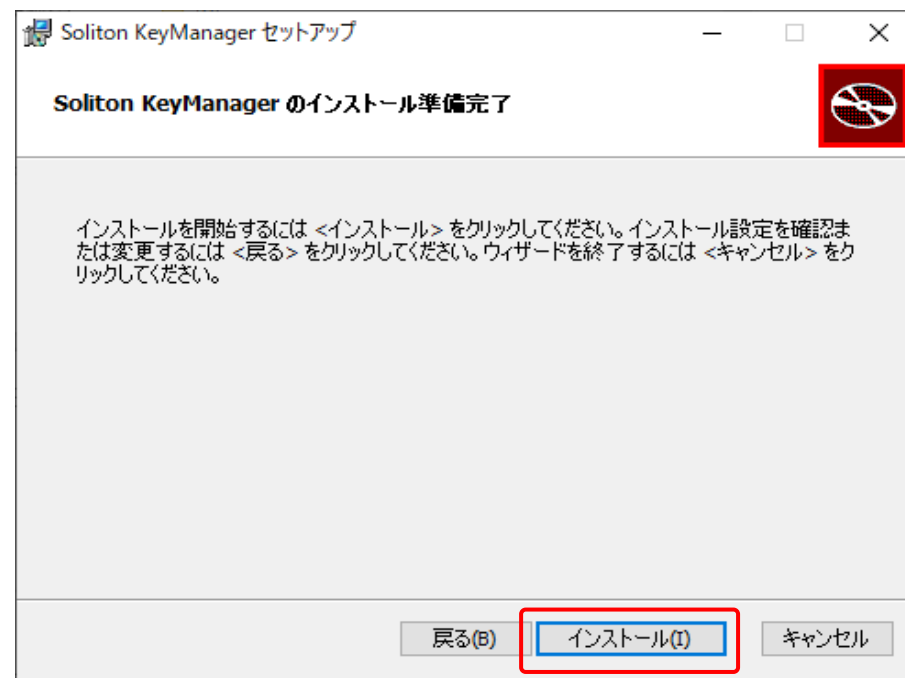 Soliton KeyManager セットアップ
Soliton KeyManager のインストール準備完了
インストールを開始するには <インストール> をクリックしてください。インストール設定を確認ま
たは変更するには <戻る> をクリックしてください。ウィザードを終了するには <キャンセル> をク
リックしてください。
戻る(B) インストール(I) キャンセル